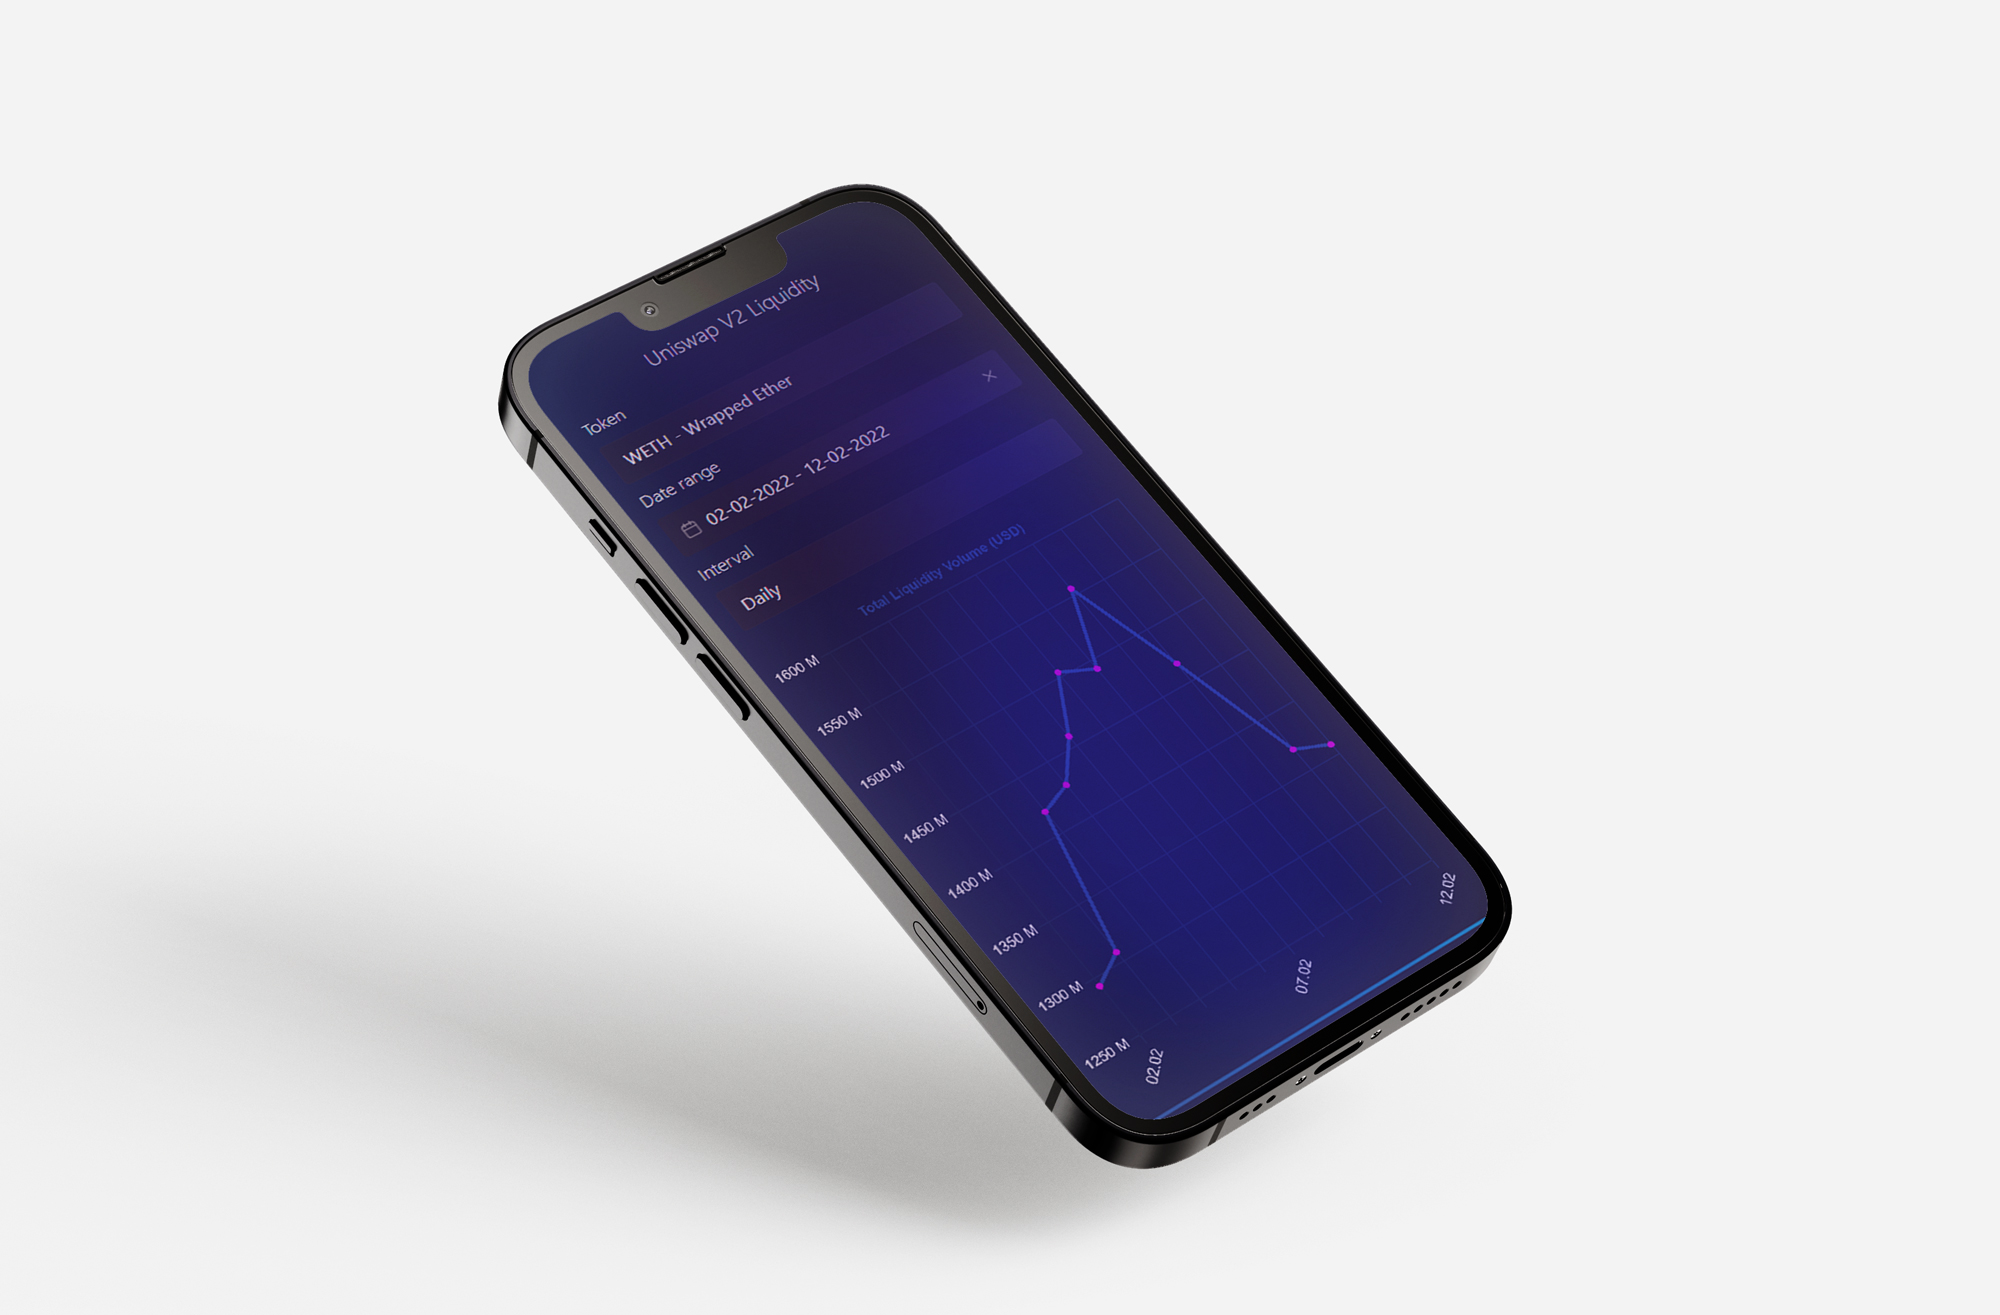 Uniswap V2 Liquidity
Token
WETH - Wrapped Ether
Date range
02-02-2022 - 12-02-2022
Interval
Daily
Total Liquidity Volume (USD)
1600 M
1550 M
1500 M
1450 M
1400 M
1350 M
1300 M
1250 M
02.02
07.02
12.02